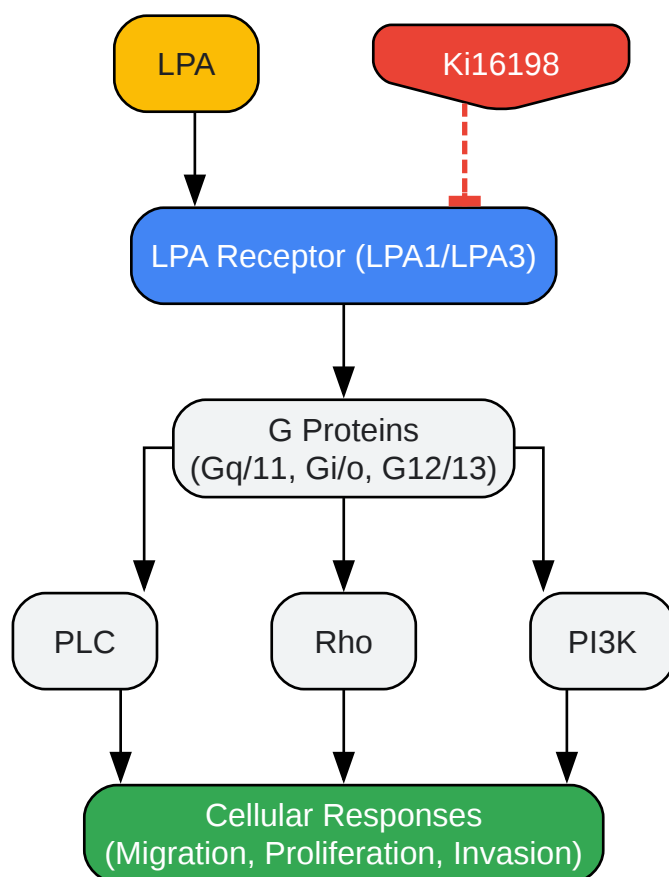 LPA
Ki16198
LPA Receptor (LPA1/LPA3)
G Proteins
(Gq/11, Gi/o, G12/13)
PLC
Rho
PI3K
Cellular Responses
(Migration, Proliferation, Invasion)